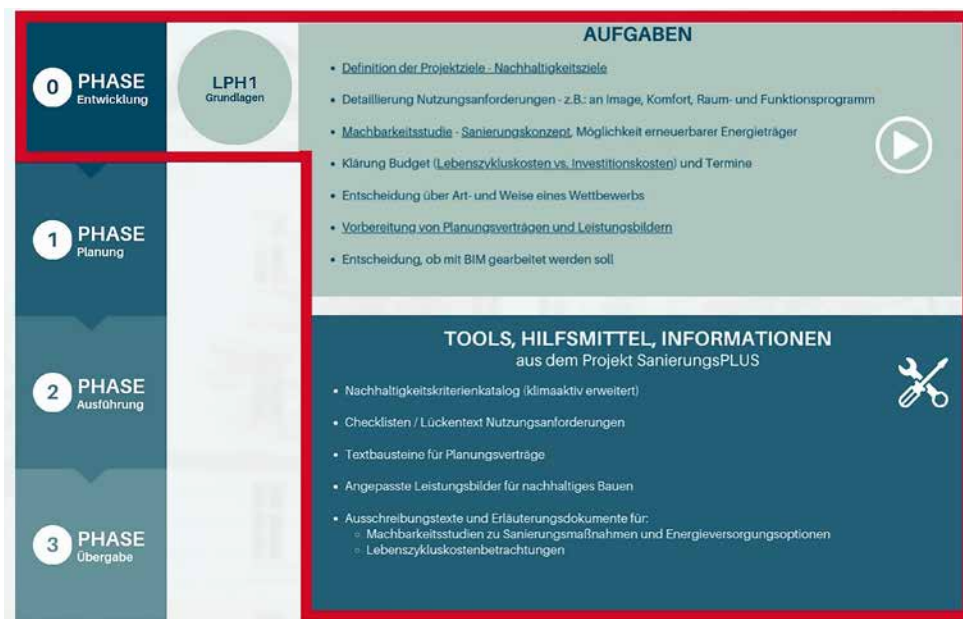 0 PHASE
Entwicklung
LPH1
Grundlagen
AUFGABEN
• Definition der Projektziele - Nachhaltigkeitsziele
• Detaillierung Nutzungsanforderungen - z.B.: an Image, Komfort, Raum- und Funktionsprogramm
• Machbarkeitsstudie - Sanierungskonzept, Möglichkeit erneuerbarer Energieträger
• Klärung Budget (Lebenszykluskosten vs. Investitionskosten) und Termine
• Entscheidung über Art- und Weise eines Wettbewerbs
• Vorbereitung von Planungsverträgen und Leistungsbildern
• Entscheidung, ob mit BIM gearbeitet werden soll
1 PHASE
Planung
2 PHASE
Ausführung
3 PHASE
Übergabe
TOOLS, HILFSMITTEL, INFORMATIONEN
aus dem Projekt SanierungsPLUS
• Nachhaltigkeitskriterienkatalog (klimaaktiv erweitert)
• Checklisten / Lückentext Nutzungsanforderungen
• Textbausteine für Planungsverträge
• Angepasste Leistungsbilder für nachhaltiges Bauen
• Ausschreibungstexte und Erläuterungsdokumente für:
○ Machbarkeitsstudien zu Sanierungsmaßnahmen und Energieversorgungsoptionen
○ Lebenszykluskostenbetrachtungen